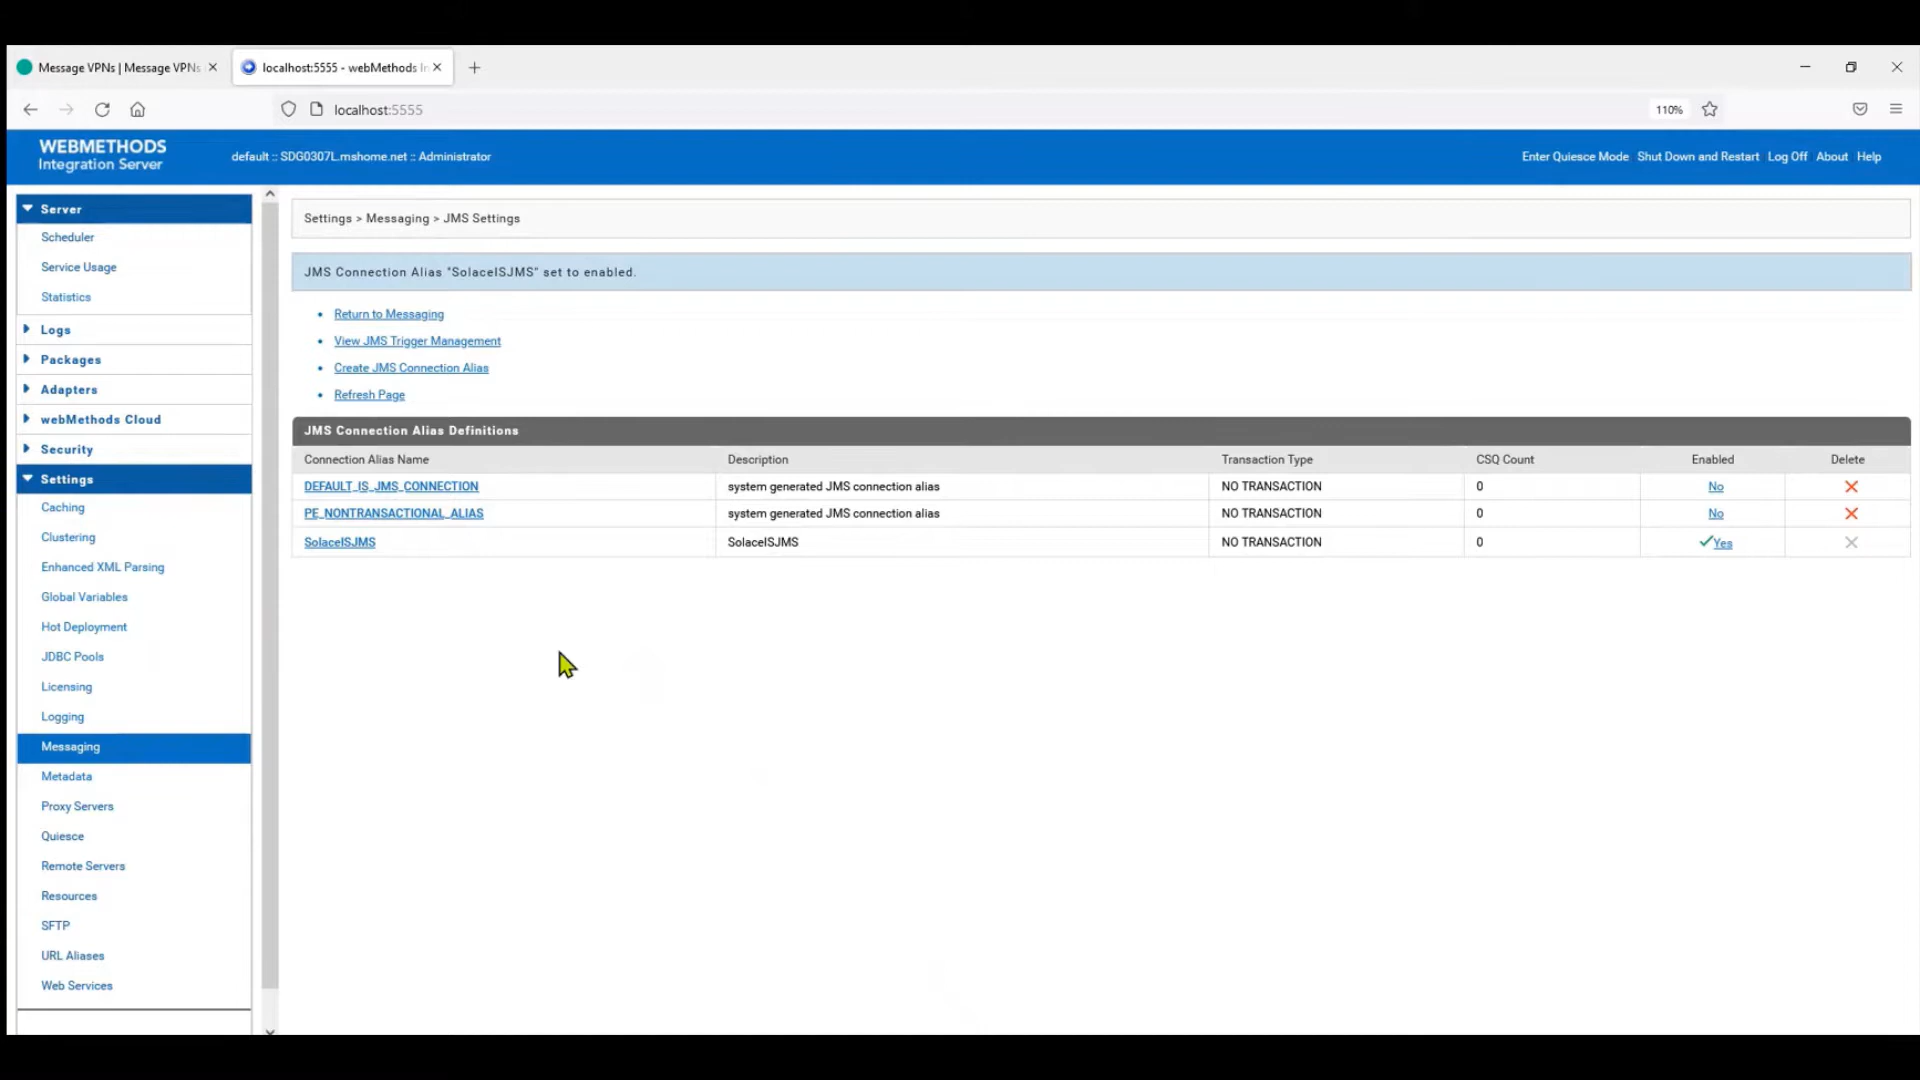 Message VPNs | Message VPNs
localhost:5555 - webMethods In
localhost:5555
110%
WEBMETHODS
Integration Server
default :: SDG0307L.mshome.net :: Administrator
Enter Quiesce Mode Shut Down and Restart Log Off About Help
Server
Scheduler
Service Usage
Statistics
Logs
Packages
Adapters
webMethods Cloud
Security
Settings
Caching
Clustering
Enhanced XML Parsing
Global Variables
Hot Deployment
JDBC Pools
Licensing
Logging
Messaging
Metadata
Proxy Servers
Quiesce
Remote Servers
Resources
SFTP
URL Aliases
Web Services
Settings > Messaging > JMS Settings
JMS Connection Alias "SolaceISJMS" set to enabled.
Return to Messaging
View JMS Trigger Management
Create JMS Connection Alias
Refresh Page
JMS Connection Alias Definitions
Connection Alias Name Description Transaction Type CSQ Count Enabled Delete
DEFAULT_IS_JMS_CONNECTION system generated JMS connection alias NO TRANSACTION 0 No
PE_NONTRANSACTIONAL_ALIAS system generated JMS connection alias NO TRANSACTION 0 No
SolaceISJMS SolaceISJMS NO TRANSACTION 0 Yes